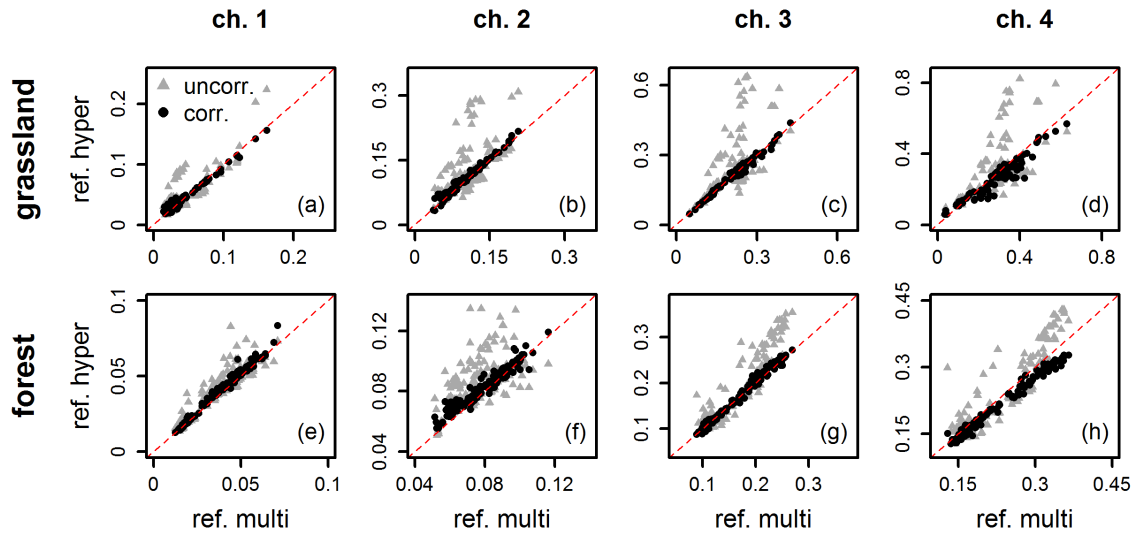 ch. 1 ch. 2 ch. 3 ch. 4
grassland
ref. hyper
uncorr.
corr.
0.2
0.1
0
(a)
0 0.1 0.2
0.3
0.15
0
(b)
0 0.15 0.3
0.6
0.3
0
(c)
0 0.3 0.6
0.8
0.4
0
(d)
0 0.4 0.8
forest
ref. hyper
0.1
0.05
0
(e)
0 0.05 0.1
ref. multi
0.12
0.08
0.04
(f)
0.04 0.08 0.12
ref. multi
0.3
0.2
0.1
(g)
0.1 0.2 0.3
ref. multi
0.45
0.3
0.15
(h)
0.15 0.3 0.45
ref. multi